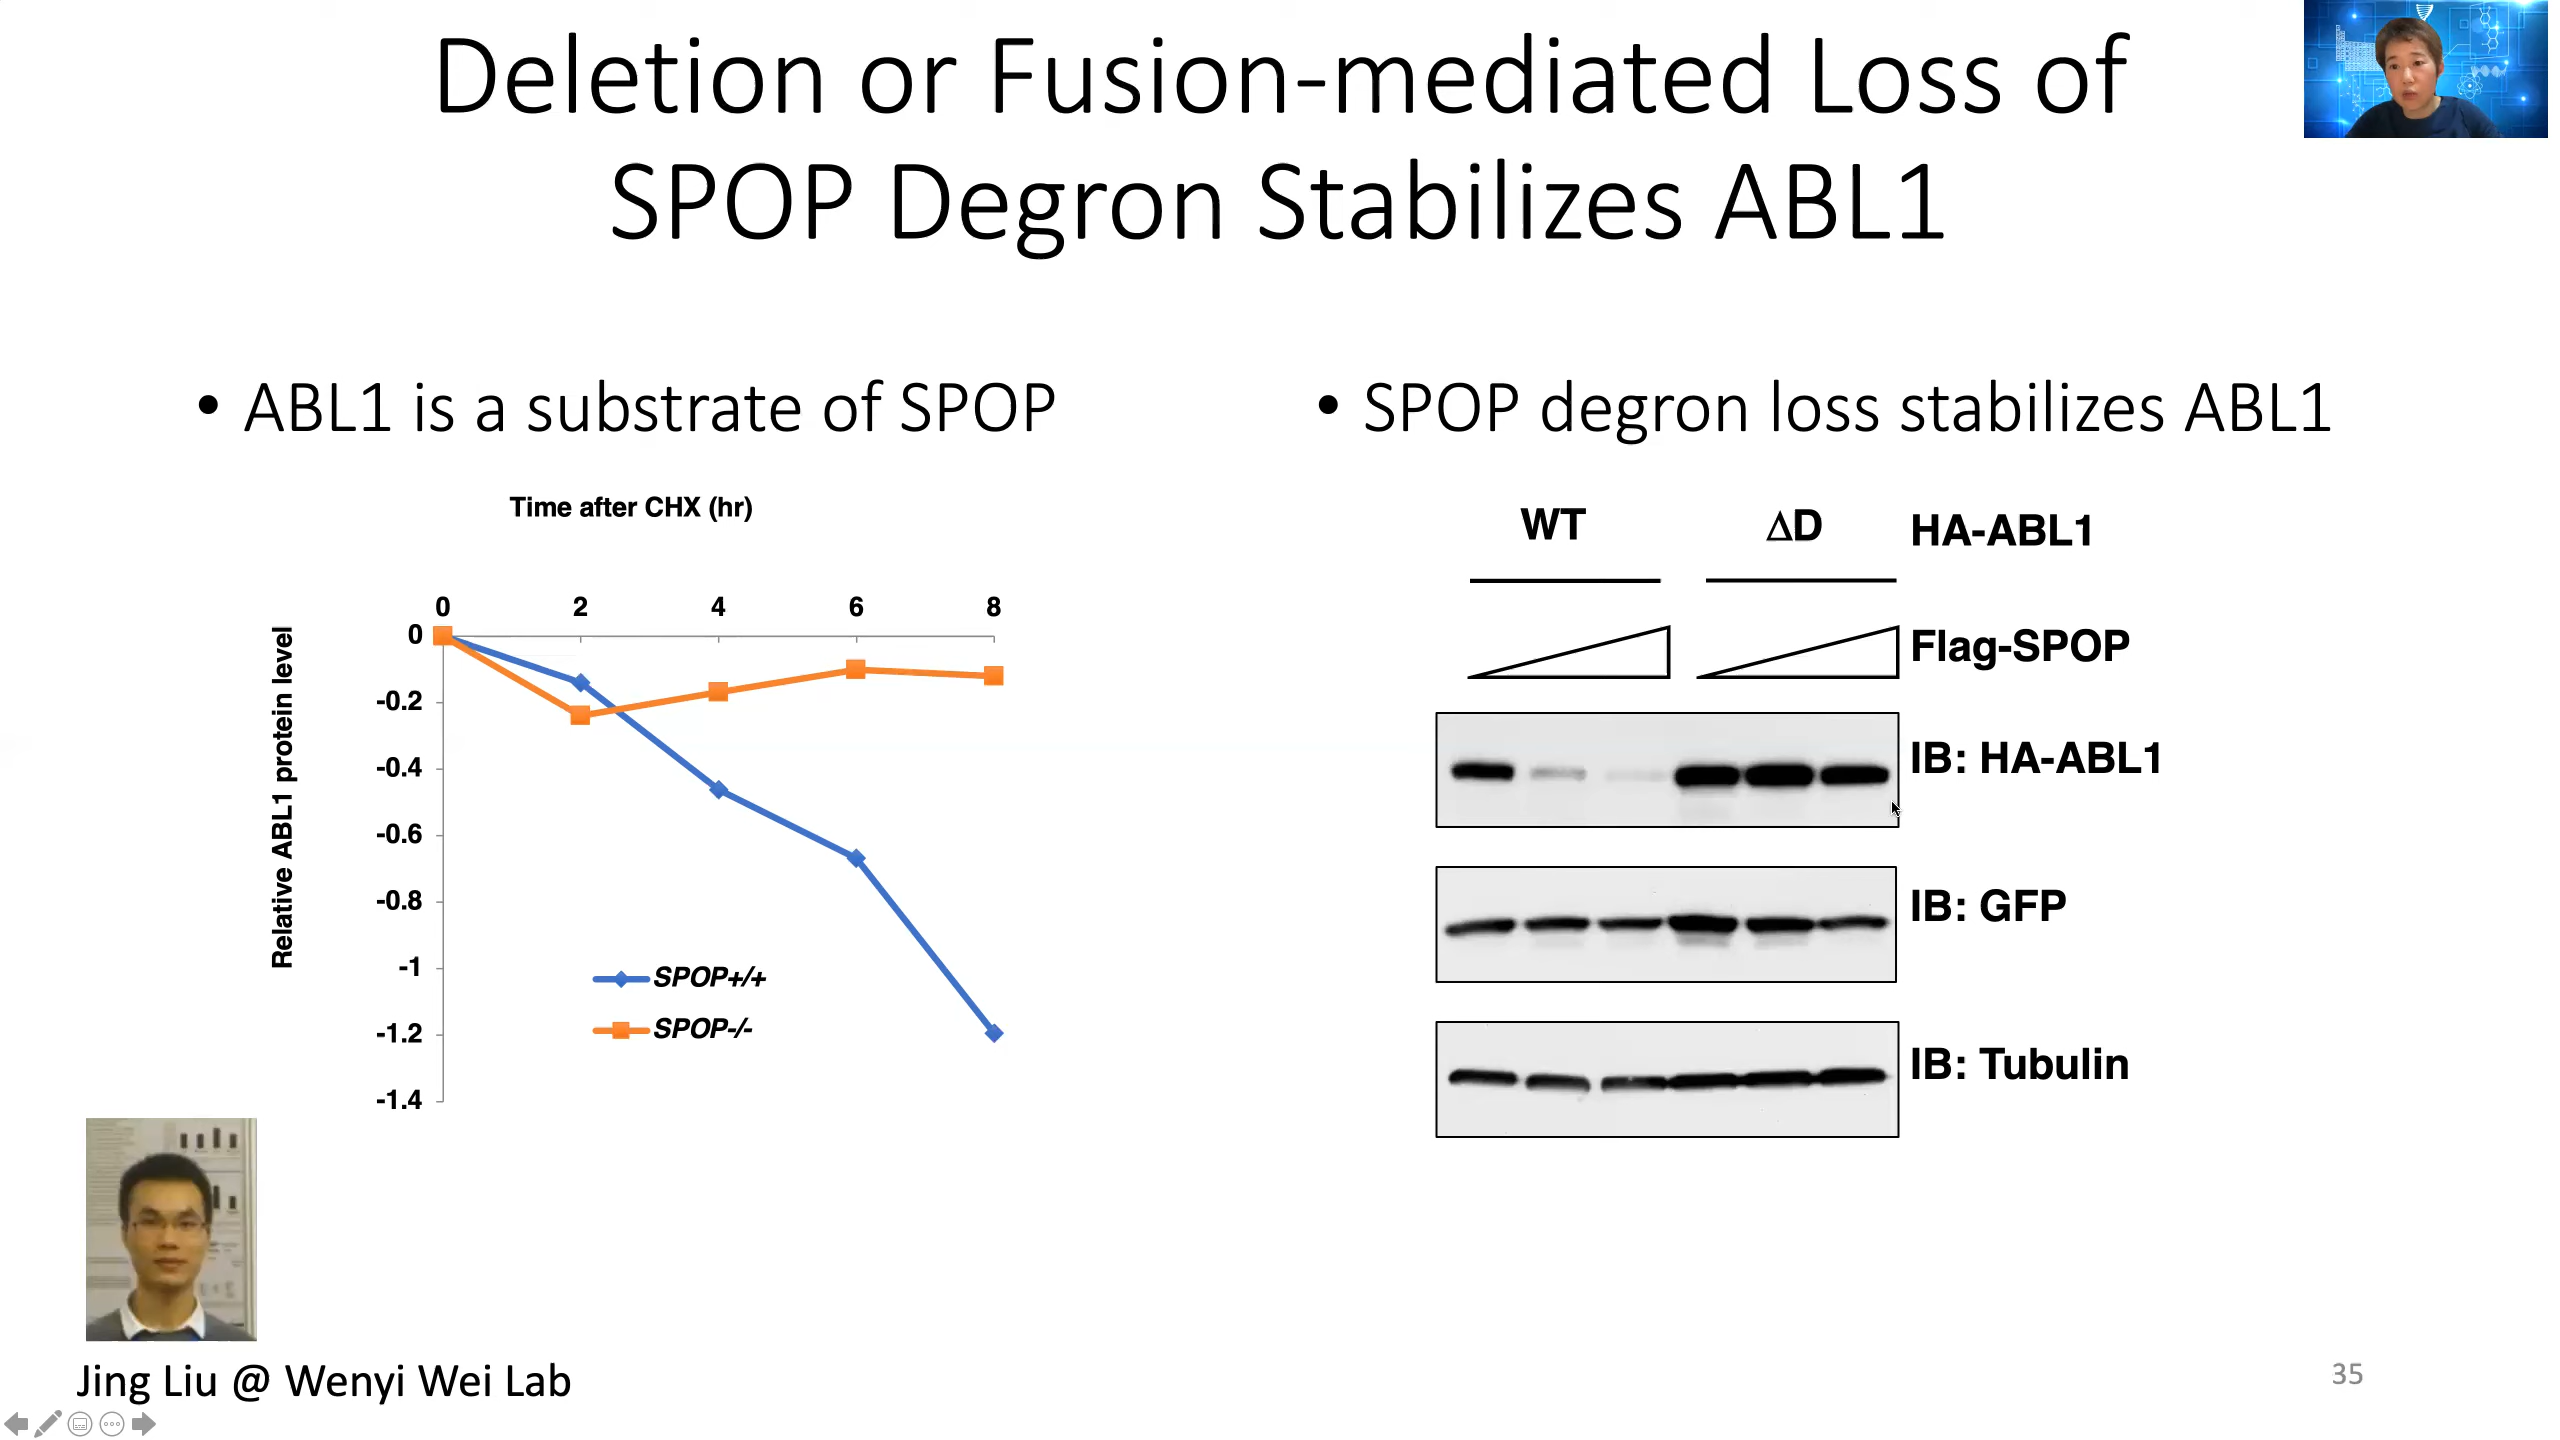 Deletion or Fusion-mediated Loss of
SPOP Degron Stabilizes ABL1
• ABL1 is a substrate of SPOP
Time after CHX (hr)
0 2 4 6 8
Relative ABL1 protein level
0
-0.2
-0.4
-0.6
-0.8
-1
-1.2
-1.4
SPOP+/+
SPOP-/-
• SPOP degron loss stabilizes ABL1
WT ΔD HA-ABL1
Flag-SPOP
IB: HA-ABL1
IB: GFP
IB: Tubulin
Jing Liu @ Wenyi Wei Lab
35